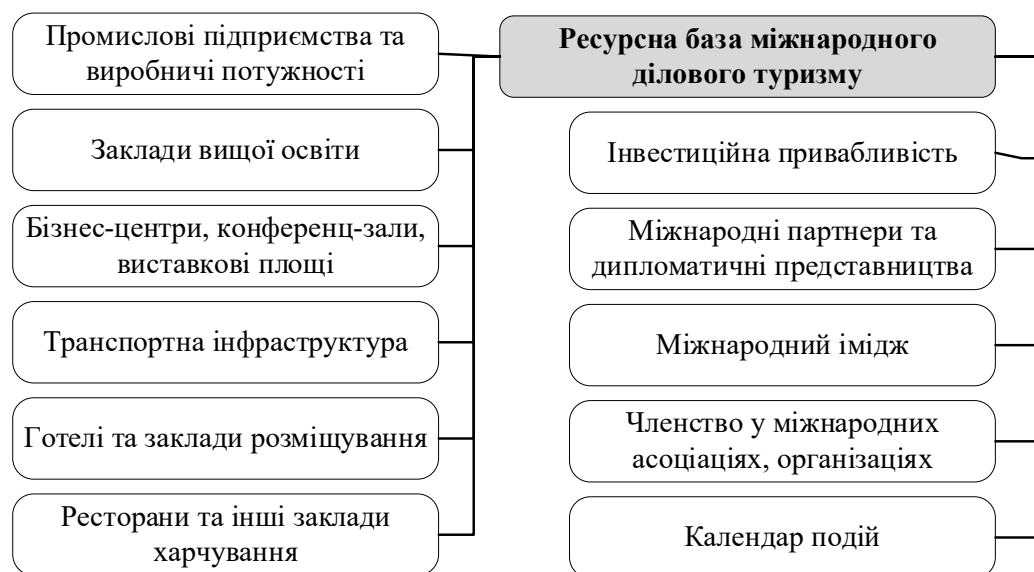 Ресурсна база міжнародного
ділового туризму
Промислові підприємства та
виробничі потужності
Заклади вищої освіти
Бізнес-центри, конференц-зали,
виставкові площі
Транспортна інфраструктура
Готелі та заклади розміщування
Ресторани та інші заклади
харчування
Інвестиційна привабливість
Міжнародні партнери та
дипломатичні представництва
Міжнародний імідж
Членство у міжнародних
асоціаціях, організаціях
Календар подій